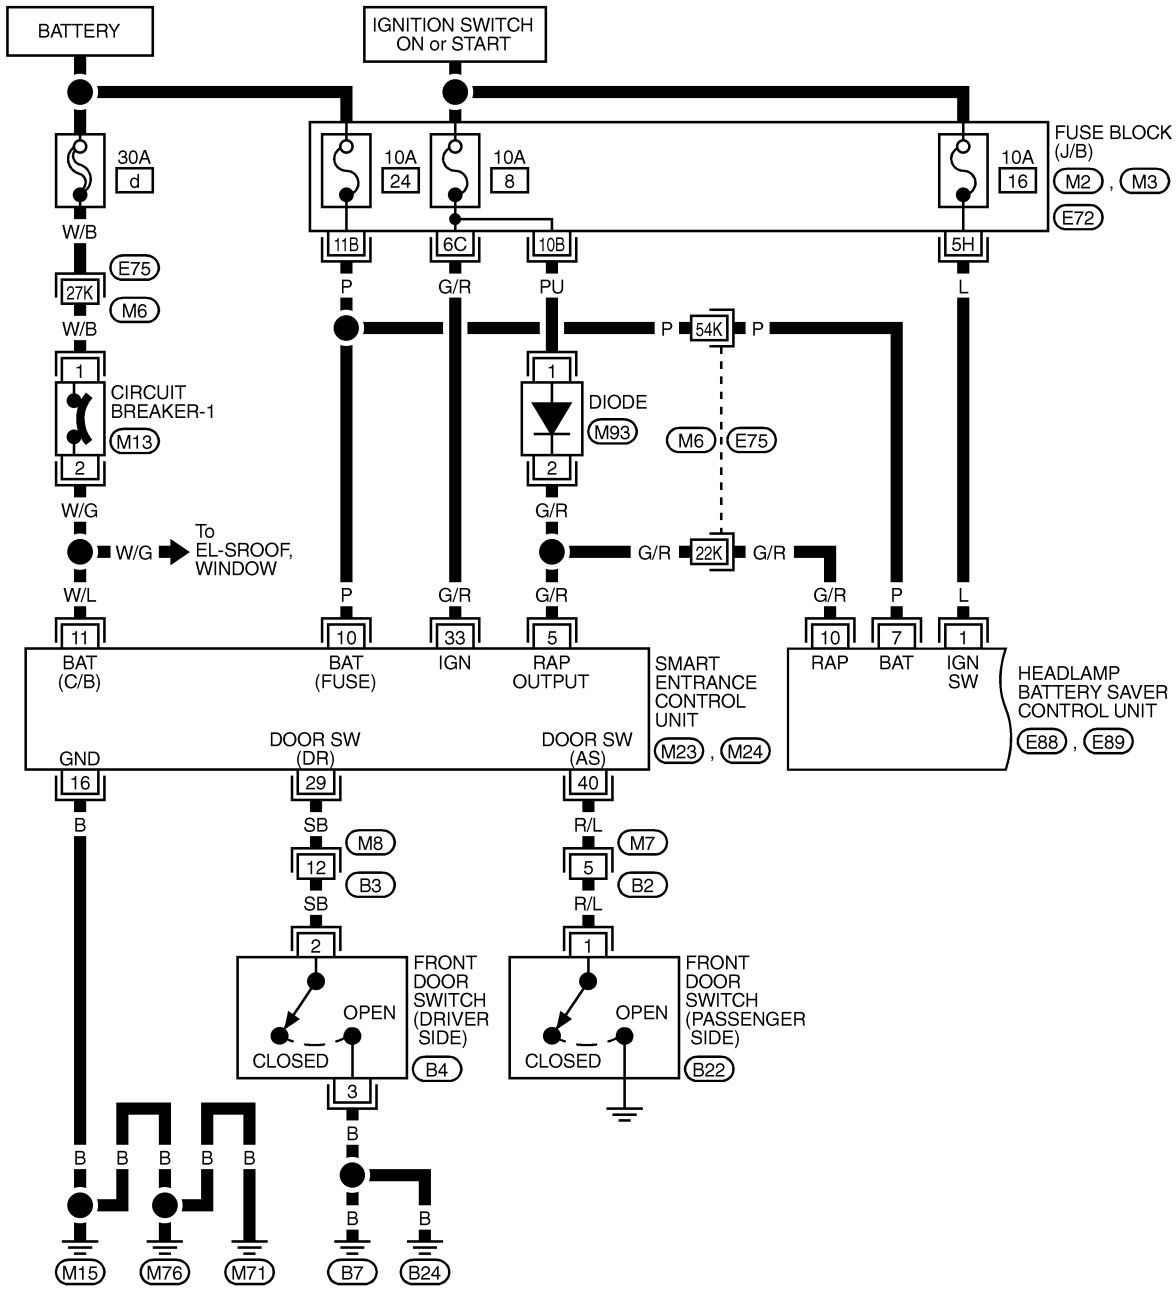 BATTERY
IGNITION SWITCH
ON or START
FUSE BLOCK
(J/B)
M2 , M3
E72
30A
d
10A
24
10A
8
10A
16
W/B
11B
6C
10B
5H
E75
27K
M6
P
G/R
PU
L
W/B
P
54K
P
1
CIRCUIT
BREAKER-1
M13
2
1
DIODE
M93
2
M6
E75
W/G
G/R
W/G
To
EL-SROOF,
WINDOW
G/R
22K
G/R
W/L
P
G/R
G/R
G/R
P
L
11
10
33
5
10
7
1
BAT
(C/B)
BAT
(FUSE)
IGN
RAP
OUTPUT
SMART
ENTRANCE
CONTROL
UNIT
M23 , M24
RAP
BAT
IGN
SW
HEADLAMP
BATTERY SAVER
CONTROL UNIT
E88 , E89
GND
DOOR SW
(DR)
DOOR SW
(AS)
16
29
40
B
SB
R/L
M8
12
B3
M7
5
B2
SB
R/L
2
1
FRONT
DOOR
SWITCH
(DRIVER
SIDE)
B4
OPEN
CLOSED
FRONT
DOOR
SWITCH
(PASSENGER
SIDE)
B22
OPEN
CLOSED
3
B
B
B
B
B
B
B
B
M15
M76
M71
B7
B24